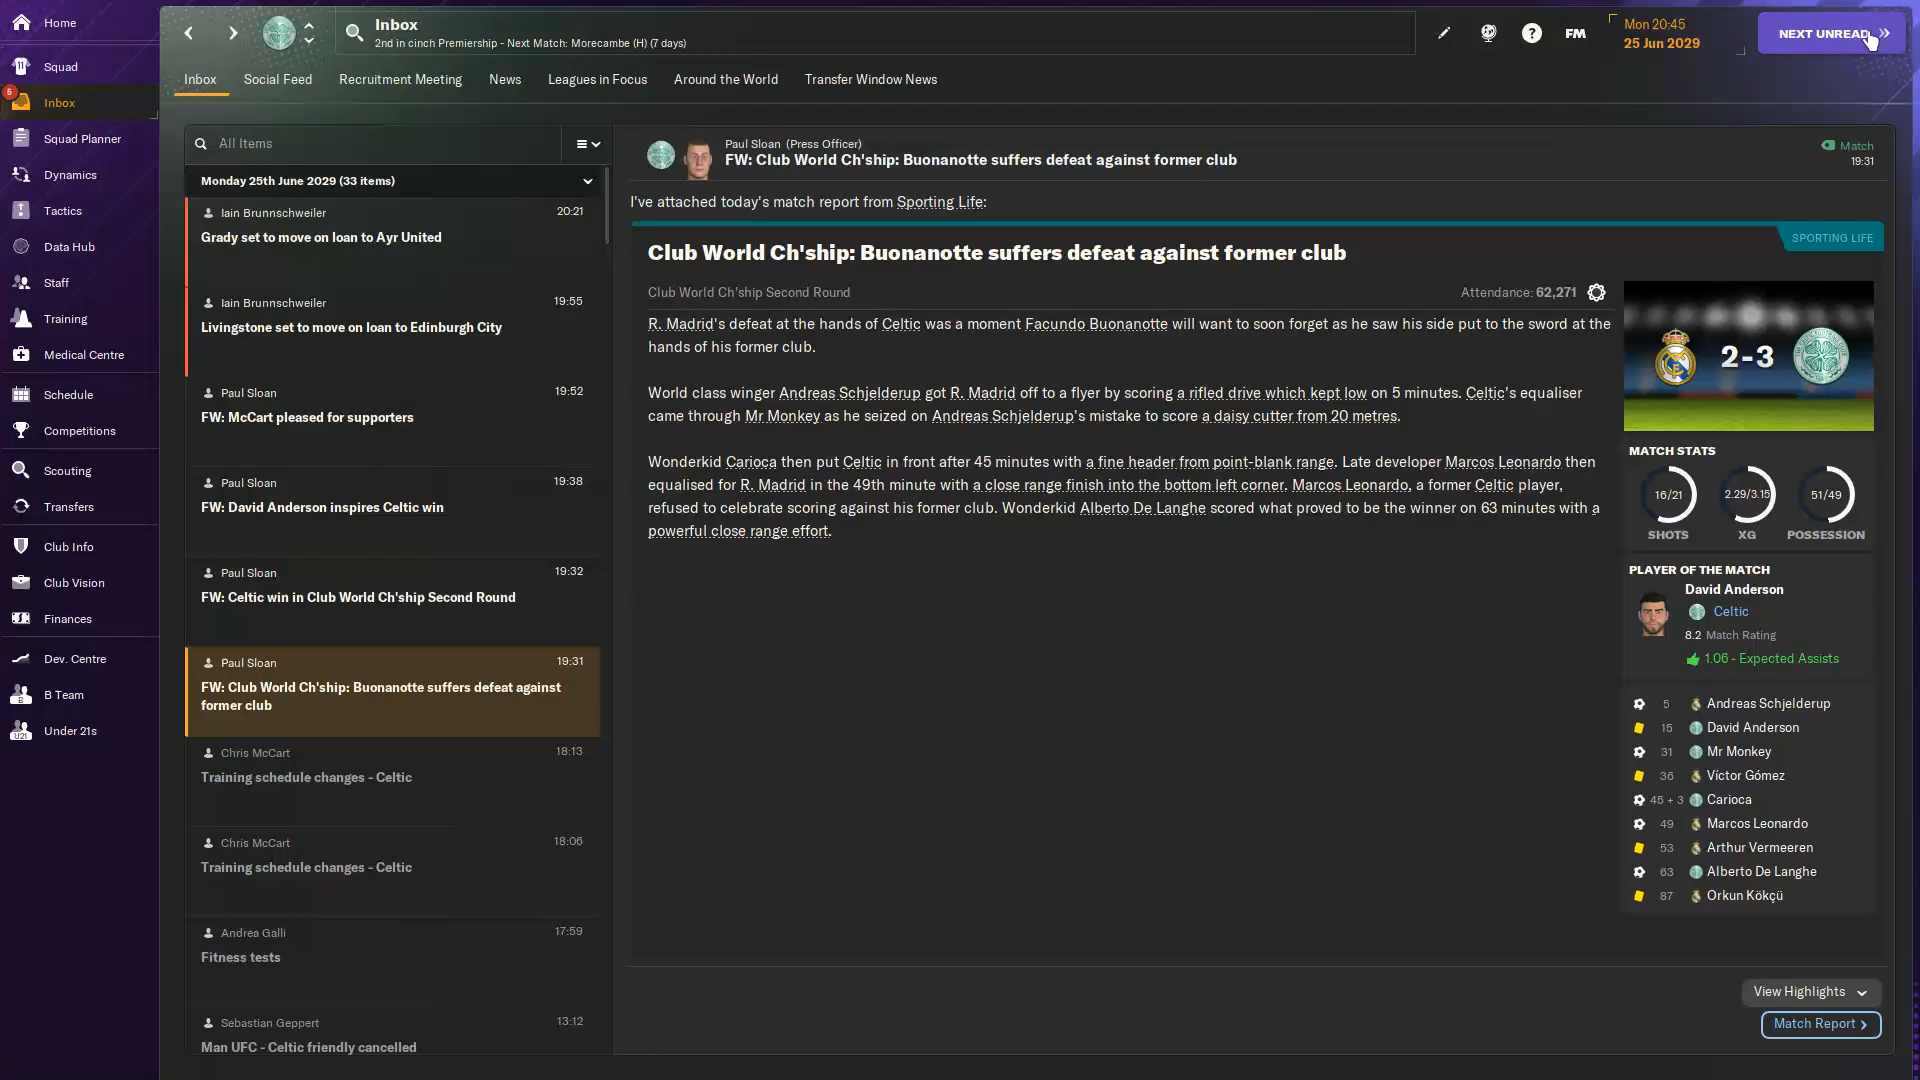 Home
Squad
6
Inbox
Squad Planner
Dynamics
Tactics
Data Hub
Staff
Training
Medical Centre
Schedule
Competitions
Scouting
Transfers
Club Info
Club Vision
Finances
Dev. Centre
B
B Team
U21
Under 21s
Inbox
2nd in cinch Premiership - Next Match: Morecambe (H) (7 days)
FM
Mon 20:45
25 Jun 2029
NEXT UNREAD
Inbox
Social Feed
Recruitment Meeting
News
Leagues in Focus
Around the World
Transfer Window News
All Items
Monday 25th June 2029 (33 items)
Iain Brunnschweiler 20:21
Grady set to move on loan to Ayr United
Iain Brunnschweiler 19:55
Livingstone set to move on loan to Edinburgh City
Paul Sloan 19:52
FW: McCart pleased for supporters
Paul Sloan 19:38
FW: David Anderson inspires Celtic win
Paul Sloan 19:32
FW: Celtic win in Club World Ch'ship Second Round
Paul Sloan 19:31
FW: Club World Ch'ship: Buonanotte suffers defeat against
former club
Chris McCart 18:13
Training schedule changes - Celtic
Chris McCart 18:06
Training schedule changes - Celtic
Andrea Galli 17:59
Fitness tests
Sebastian Geppert 13:12
Man UFC - Celtic friendly cancelled
Paul Sloan (Press Officer)
FW: Club World Ch'ship: Buonanotte suffers defeat against former club
Match
19:31
I've attached today's match report from Sporting Life:
SPORTING LIFE
Club World Ch'ship: Buonanotte suffers defeat against former club
Club World Ch'ship Second Round
Attendance: 62,271
R. Madrid's defeat at the hands of Celtic was a moment Facundo Buonanotte will want to soon forget as he saw his side put to the sword at the
hands of his former club.
World class winger Andreas Schjelderup got R. Madrid off to a flyer by scoring a rifled drive which kept low on 5 minutes. Celtic's equaliser
came through Mr Monkey as he seized on Andreas Schjelderup's mistake to score a daisy cutter from 20 metres.
Wonderkid Carioca then put Celtic in front after 45 minutes with a fine header from point-blank range. Late developer Marcos Leonardo then
equalised for R. Madrid in the 49th minute with a close range finish into the bottom left corner. Marcos Leonardo, a former Celtic player,
refused to celebrate scoring against his former club. Wonderkid Alberto De Langhe scored what proved to be the winner on 63 minutes with a
powerful close range effort.
2-3
MATCH STATS
16/21
2.29/3.15
51/49
SHOTS
XG
POSSESSION
PLAYER OF THE MATCH
David Anderson
Celtic
8.2 Match Rating
1.06 - Expected Assists
5 Andreas Schjelderup
15 David Anderson
31 Mr Monkey
36 Víctor Gómez
45 + 3 Carioca
49 Marcos Leonardo
53 Arthur Vermeeren
63 Alberto De Langhe
87 Orkun Kökçü
View Highlights
Match Report